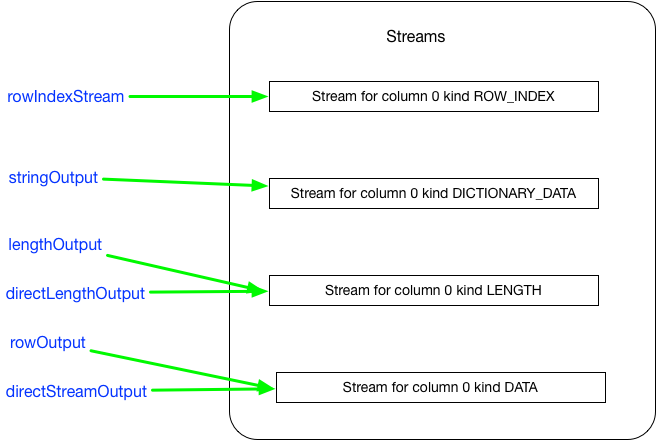 Streams
rowIndexStream
Stream for column 0 kind ROW_INDEX
stringOutput
Stream for column 0 kind DICTIONARY_DATA
lengthOutput
directLengthOutput
Stream for column 0 kind LENGTH
rowOutput
directStreamOutput
Stream for column 0 kind DATA